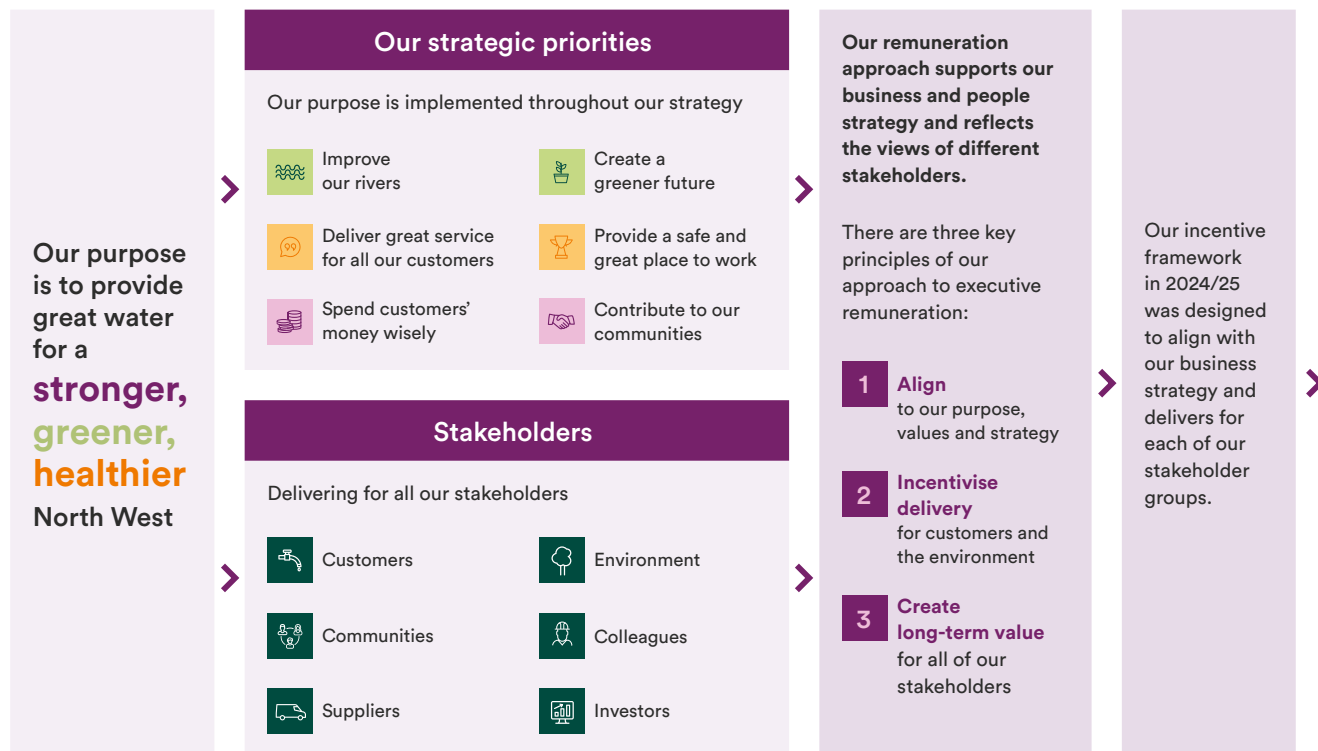 Our purpose
is to provide
great water
for a
stronger,
greener,
healthier
North West
Our strategic priorities
Our purpose is implemented throughout our strategy
Improve
our rivers
Create a
greener future
Deliver great service
for all our customers
Provide a safe and
great place to work
Spend customers’
money wisely
Contribute to our
communities
Stakeholders
Delivering for all our stakeholders
Customers
Environment
Communities
Colleagues
Suppliers
Investors
Our remuneration
approach supports our
business and people
strategy and reflects
the views of different
stakeholders.
There are three key
principles of our
approach to executive
remuneration:
1
Align
to our purpose,
values and strategy
2
Incentivise
delivery
for customers and
the environment
3
Create
long-term value
for all of our
stakeholders
Our incentive
framework
in 2024/25
was designed
to align with
our business
strategy and
delivers for
each of our
stakeholder
groups.